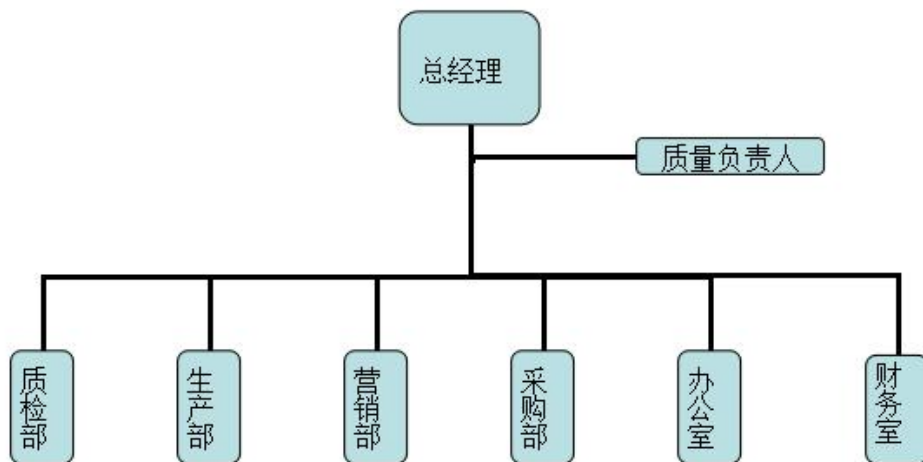 总经理
质量负责人
质检部
生产部
营销部
采购部
办公室
财务室